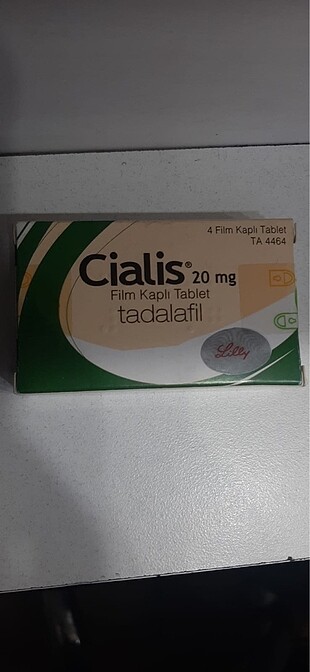 4 Film Kaplı Tablet
TA 4464
Cialis® 20 mg
Film Kaplı Tablet
tadalafil
Lilly